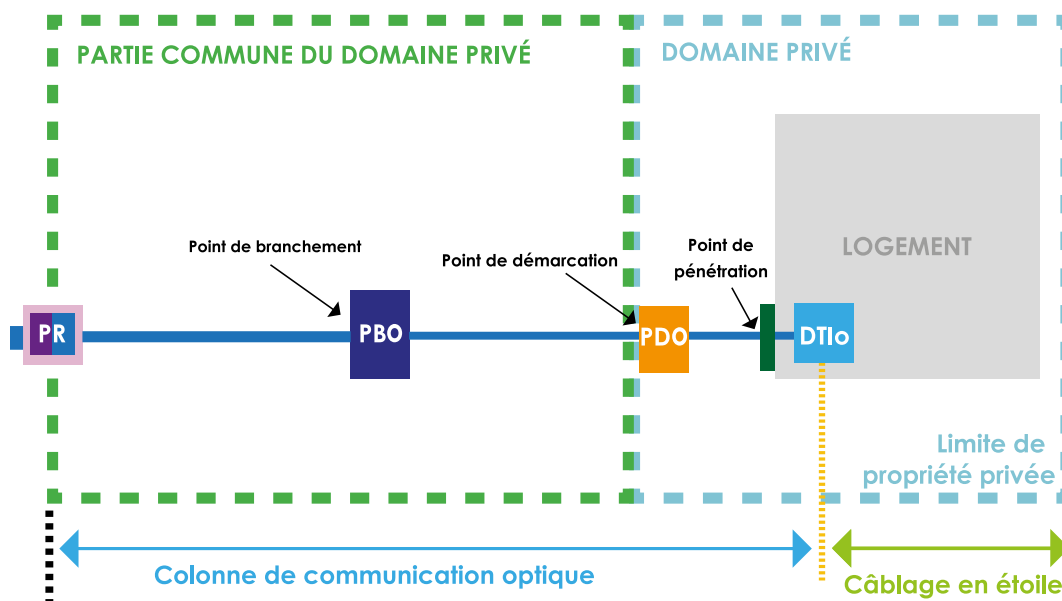 PARTIE COMMUNE DU DOMAINE PRIVÉ
DOMAINE PRIVÉ
Point de branchement
Point de démarcation
Point de
pénétration
LOGEMENT
PR
PBO
PDO
DTIo
Limite de
propriété privée
Colonne de communication optique
Câblage en étoile